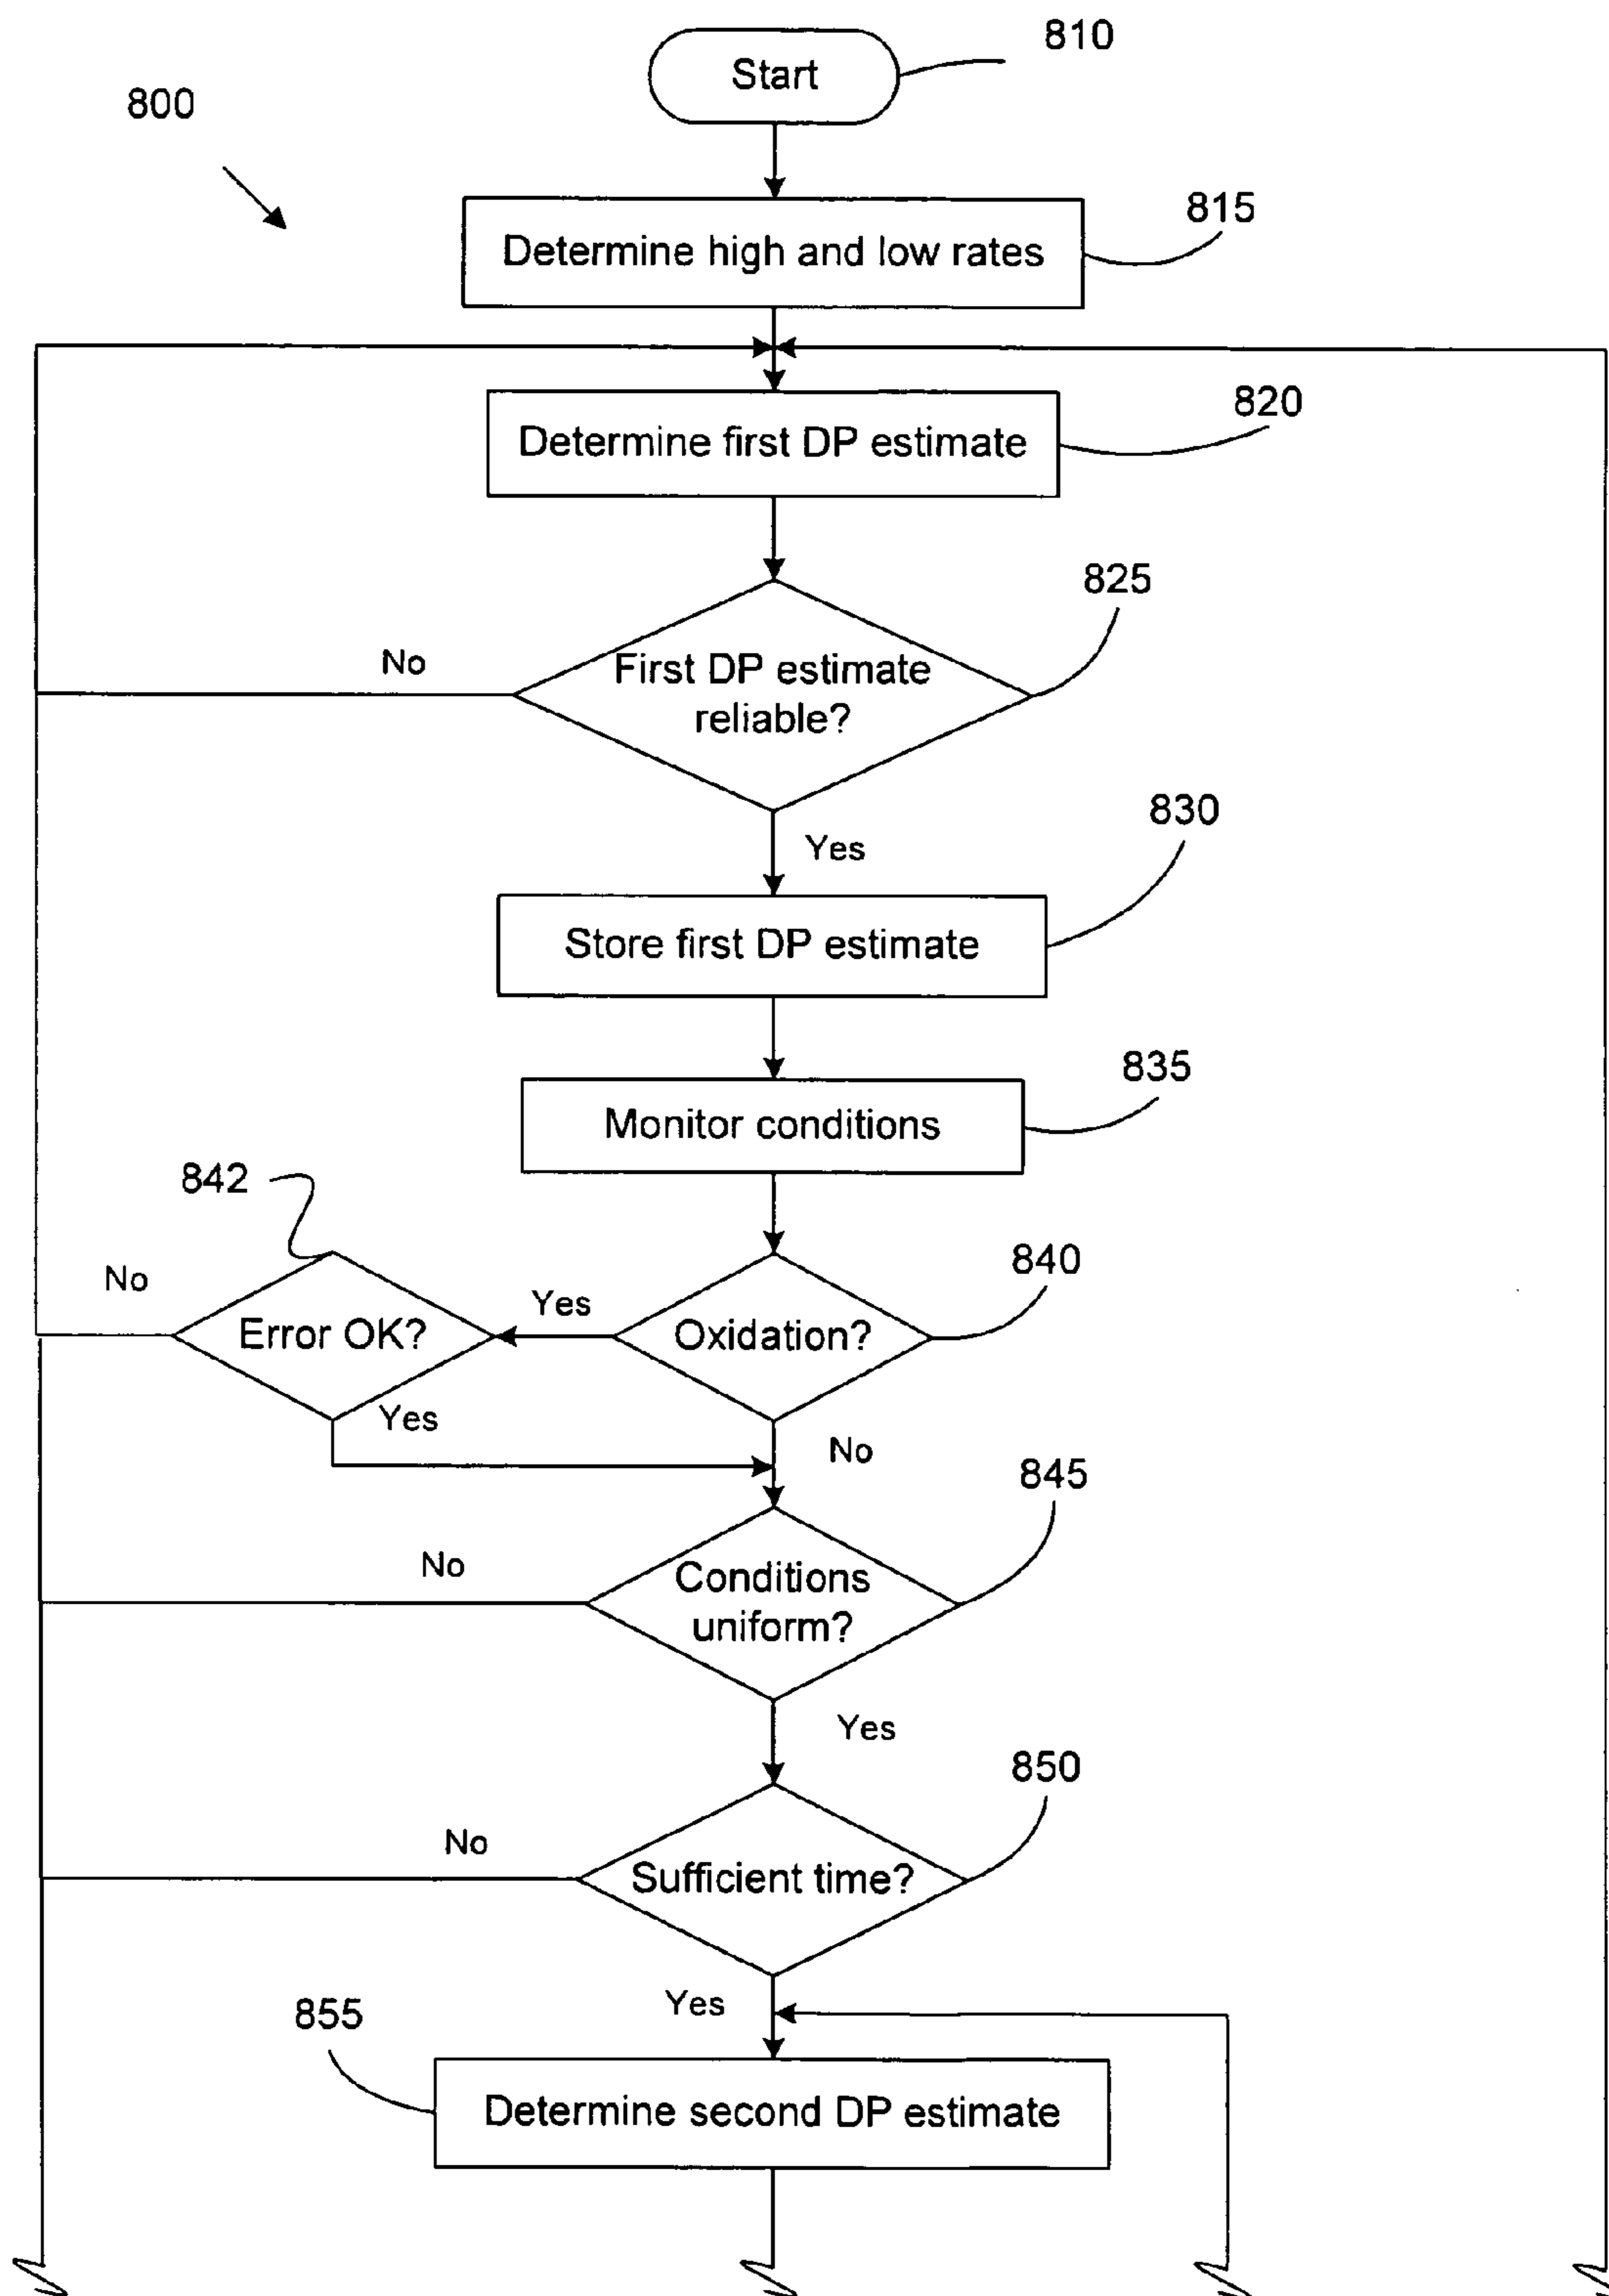 810
Start
800
815
Determine high and low rates
820
Determine first DP estimate
825
No
First DP estimate
reliable?
830
Yes
Store first DP estimate
835
Monitor conditions
842
840
No
Yes
Error OK?
Oxidation?
Yes
No
845
No
Conditions
uniform?
Yes
850
No
Sufficient time?
Yes
855
Determine second DP estimate